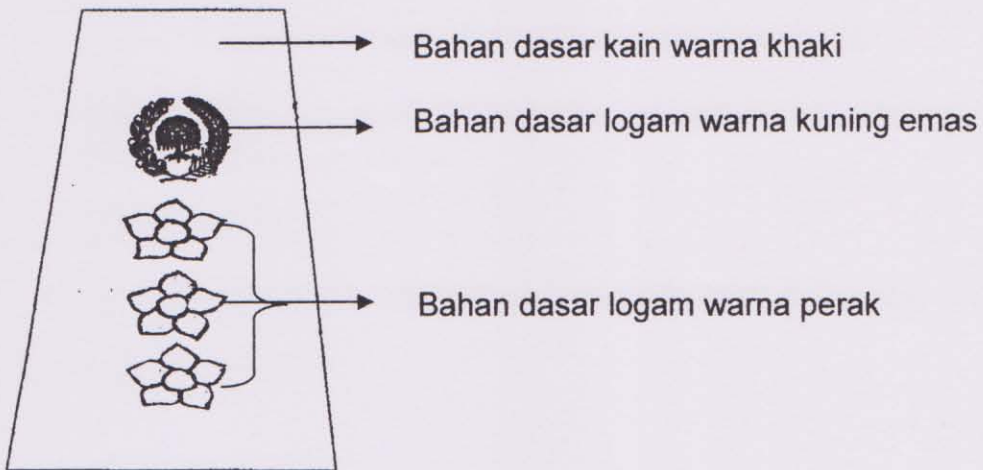 Bahan dasar kain warna khaki
Bahan dasar logam warna kuning emas
Bahan dasar logam warna perak